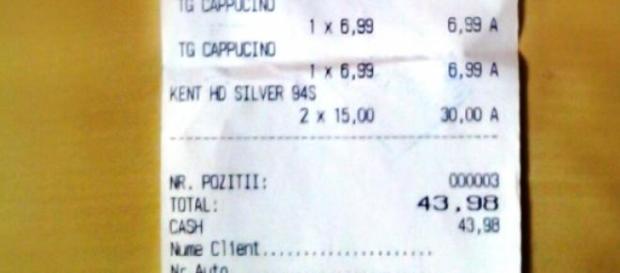 TG CAPPUCINO
1 x 6,99 6,99 A
TG CAPPUCINO
1 x 6,99 6,99 A
KENT HD SILVER 94S
2 x 15,00 30,00 A
NR. POZITII: 000003
TOTAL: 43,98
CASH 43,98
Nume Client......................
Nr Auto